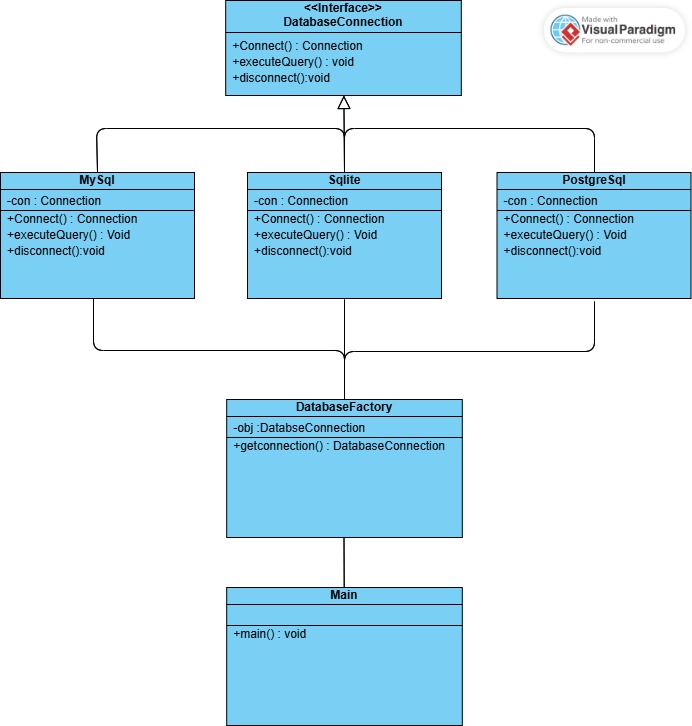 <<Interface>>
DatabaseConnection
+Connect() : Connection
+executeQuery() : void
+disconnect():void
Made with
VisualParadigm
For non-commercial use
MySql
-con : Connection
+Connect() : Connection
+executeQuery() : Void
+disconnect():void
Sqlite
-con : Connection
+Connect() : Connection
+executeQuery() : Void
+disconnect():void
PostgreSql
-con : Connection
+Connect() : Connection
+executeQuery() : Void
+disconnect():void
DatabaseFactory
-obj :DatabseConnection
+getconnection() : DatabaseConnection
Main
+main() : void